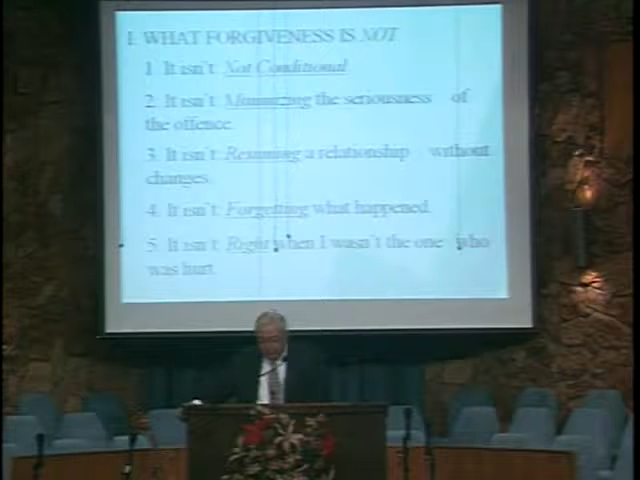 I. WHAT FORGIVENESS IS NOT
1. It isn't: Not Conditional
2. It isn't: Minimizing the seriousness of
the offence.
3. It isn't: Resuming a relationship without
changes.
4. It isn't: Forgetting what happened.
5. It isn't: Right when I wasn't the one who
was hurt.